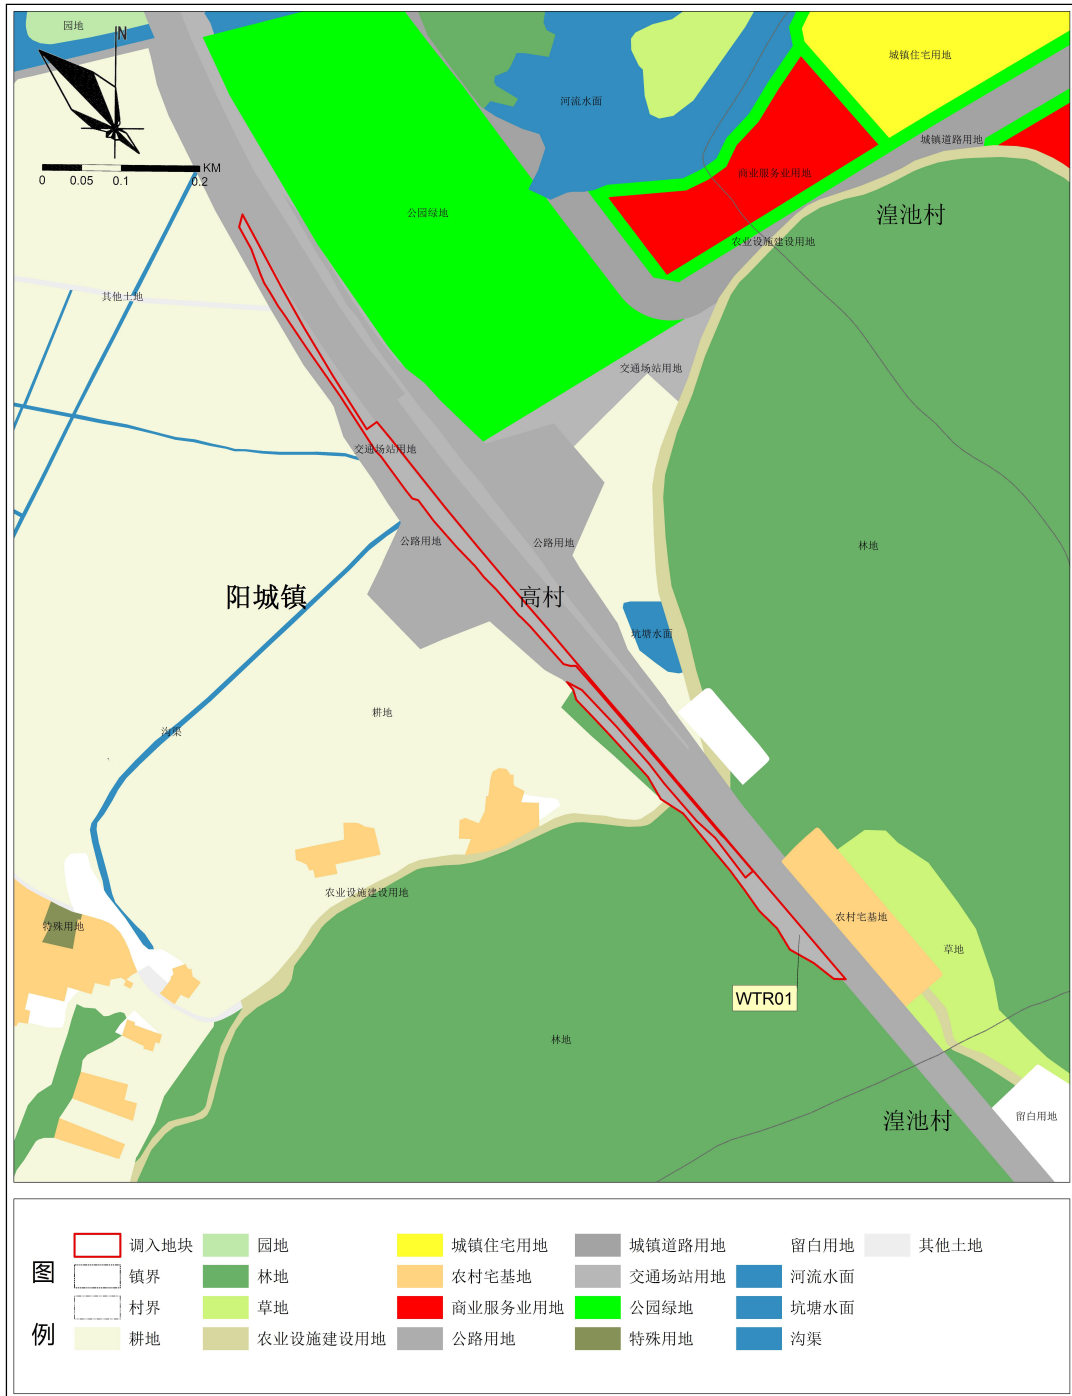 园地
N
城镇住宅用地
河流水面
城镇道路用地
KM
0 0.05 0.1 0.2
商业服务业用地
公园绿地
湟池村
农业设施建设用地
其他土地
交通场站用地
交通场站用地
公路用地
公路用地
林地
阳城镇
高村
坑塘水面
耕地
沟渠
农业设施建设用地
农村宅基地
特殊用地
草地
WTR01
林地
湟池村
留白用地
图例
调入地块 园地 城镇住宅用地 城镇道路用地 留白用地 其他土地
镇界 林地 农村宅基地 交通场站用地 河流水面
村界 草地 商业服务业用地 公园绿地 坑塘水面
耕地 农业设施建设用地 公路用地 特殊用地 沟渠